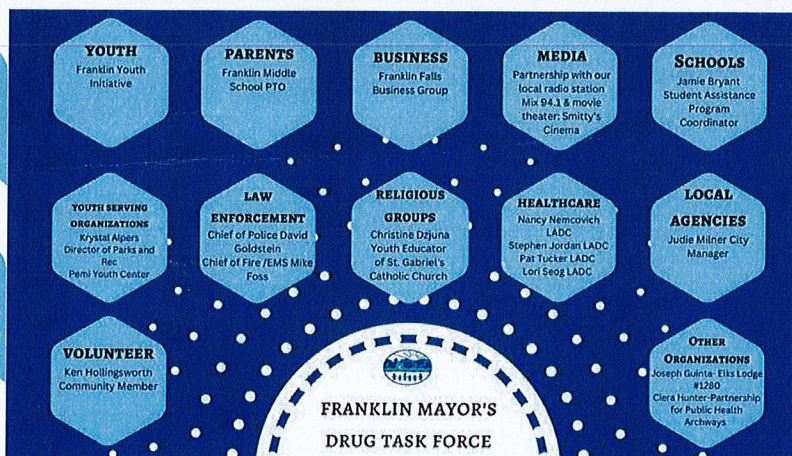 YOUTH
Franklin Youth
Initiative
PARENTS
Franklin Middle
School PTO
BUSINESS
Franklin Falls
Business Group
MEDIA
Partnership with our
local radio station
Mix 94.1 & movie
theater: Smitty's
Cinema
SCHOOLS
Jamie Bryant
Student Assistance
Program
Coordinator
YOUTH SERVING
ORGANIZATIONS
Krystal Alpers
Director of Parks and
Rec
Pemi Youth Center
LAW
ENFORCEMENT
Chief of Police David
Goldstein
Chief of Fire /EMS Mike
Foss
RELIGIOUS
GROUPS
Christine Dzjuna
Youth Educator
of St. Gabriel's
Catholic Church
HEALTHCARE
Nancy Nemcovich
LADC
Stephen Jordan LADC
Pat Tucker LADC
Lori Seog LADC
LOCAL
AGENCIES
Judie Milner City
Manager
VOLUNTEER
Ken Hollingsworth
Community Member
OTHER
ORGANIZATIONS
Joseph Guinta- Elks Lodge
#1280
Ciera Hunter-Partnership
for Public Health
Archways
FRANKLIN MAYOR'S
DRUG TASK FORCE